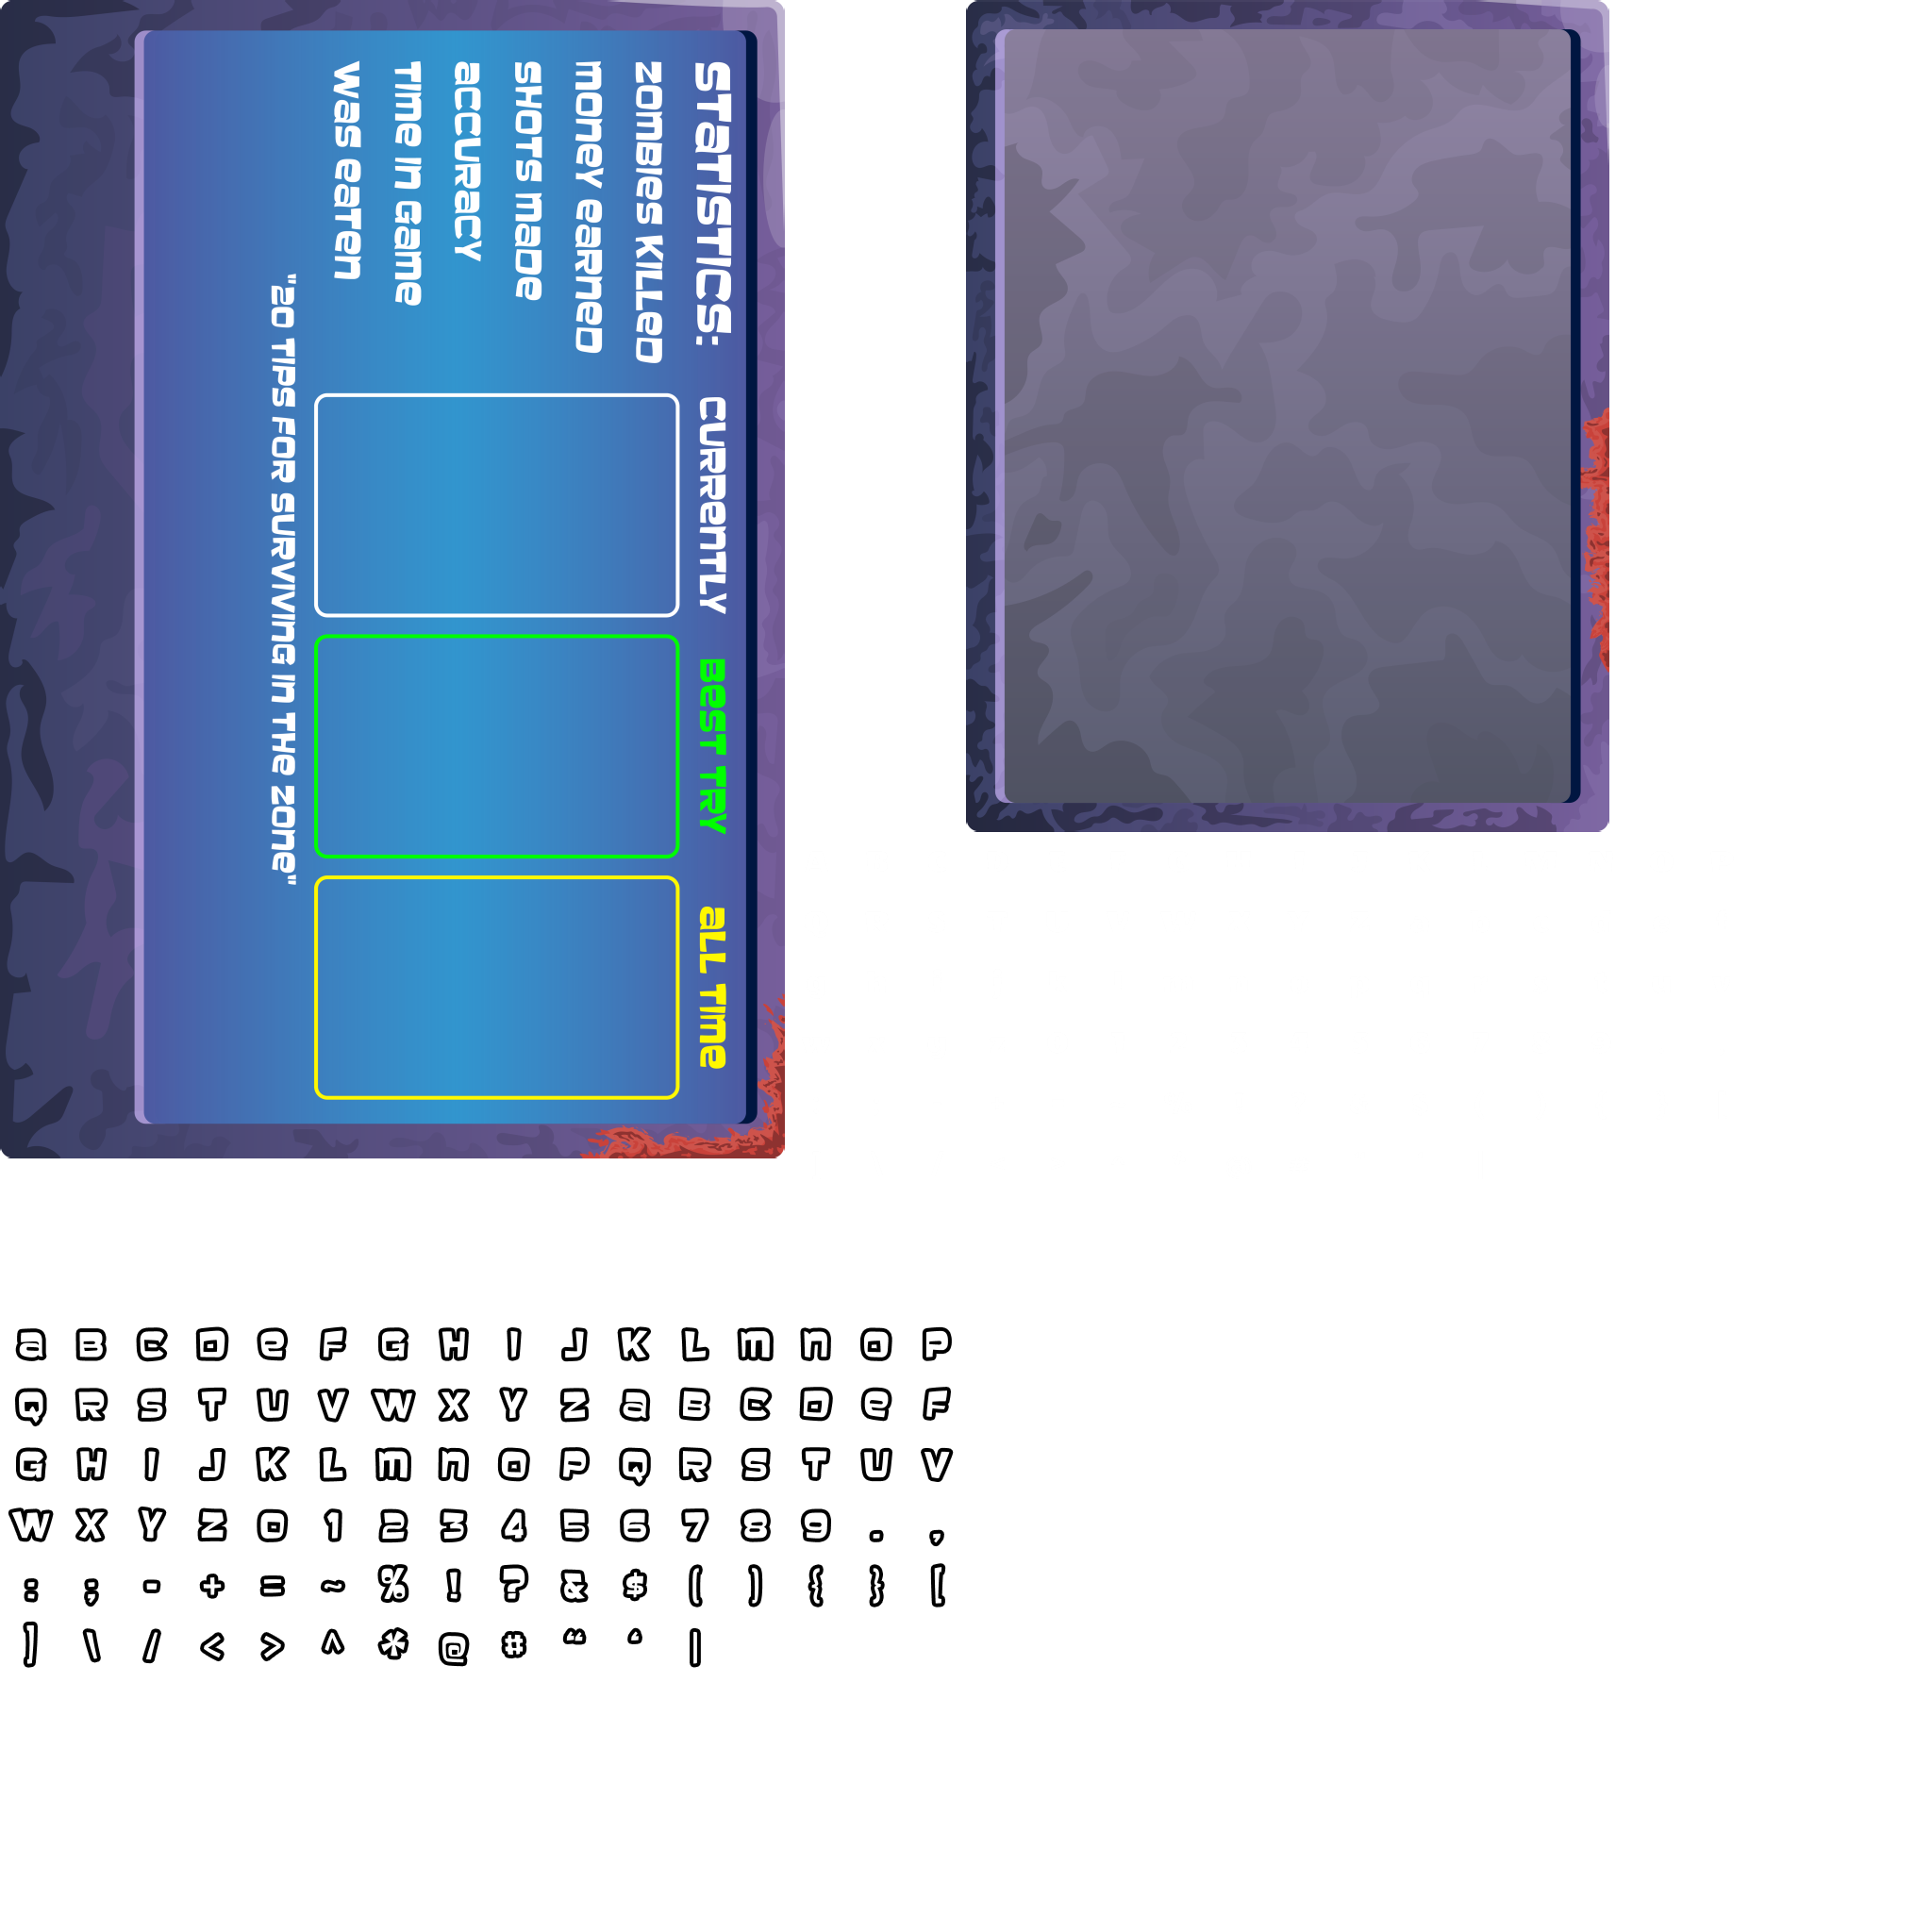 STaTISTICS:
CURRenTLY
BeST TRY
aLL TIme
ZOmBIeS KILLeD
mOneY eaRneD
SHOTS maDe
aCCURaCY
TIme In Game
WaS eaTen
"20 TIPS FOR SURVIVInG In THe ZOne"
a B C D e F G H I J K L m n O P
Q R S T U V W X Y Z a B C D e F
G H I J K L m n O P Q R S T U V
W X Y Z 0 1 2 3 4 5 6 7 8 9 . ,
: ; - + = ~ % ! ? & $ ( ) { } [
] \ / < > ^ * @ # “ ‘ |